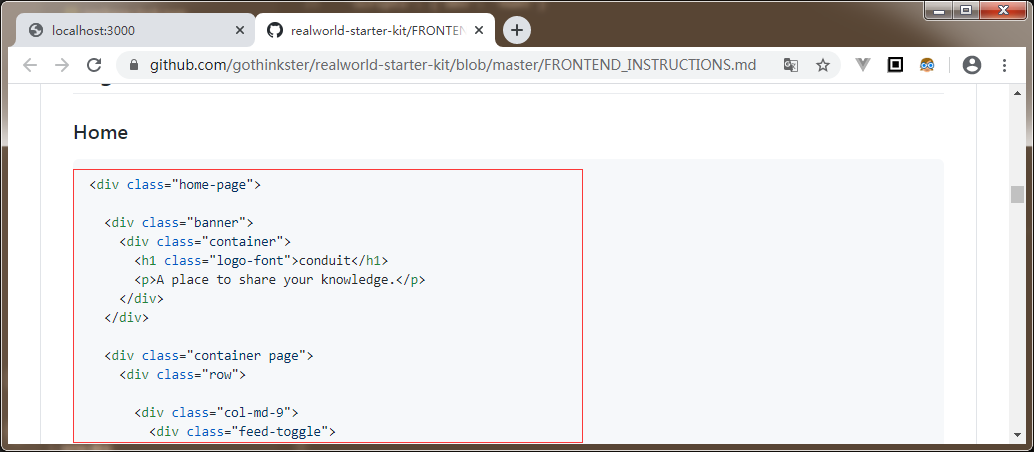 localhost:3000
realworld-starter-kit/FRONTEN
github.com/gothinkster/realworld-starter-kit/blob/master/FRONTEND_INSTRUCTIONS.md
Home
<div class="home-page">
<div class="banner">
<div class="container">
<h1 class="logo-font">conduit</h1>
<p>A place to share your knowledge.</p>
</div>
</div>
<div class="container page">
<div class="row">
<div class="col-md-9">
<div class="feed-toggle">